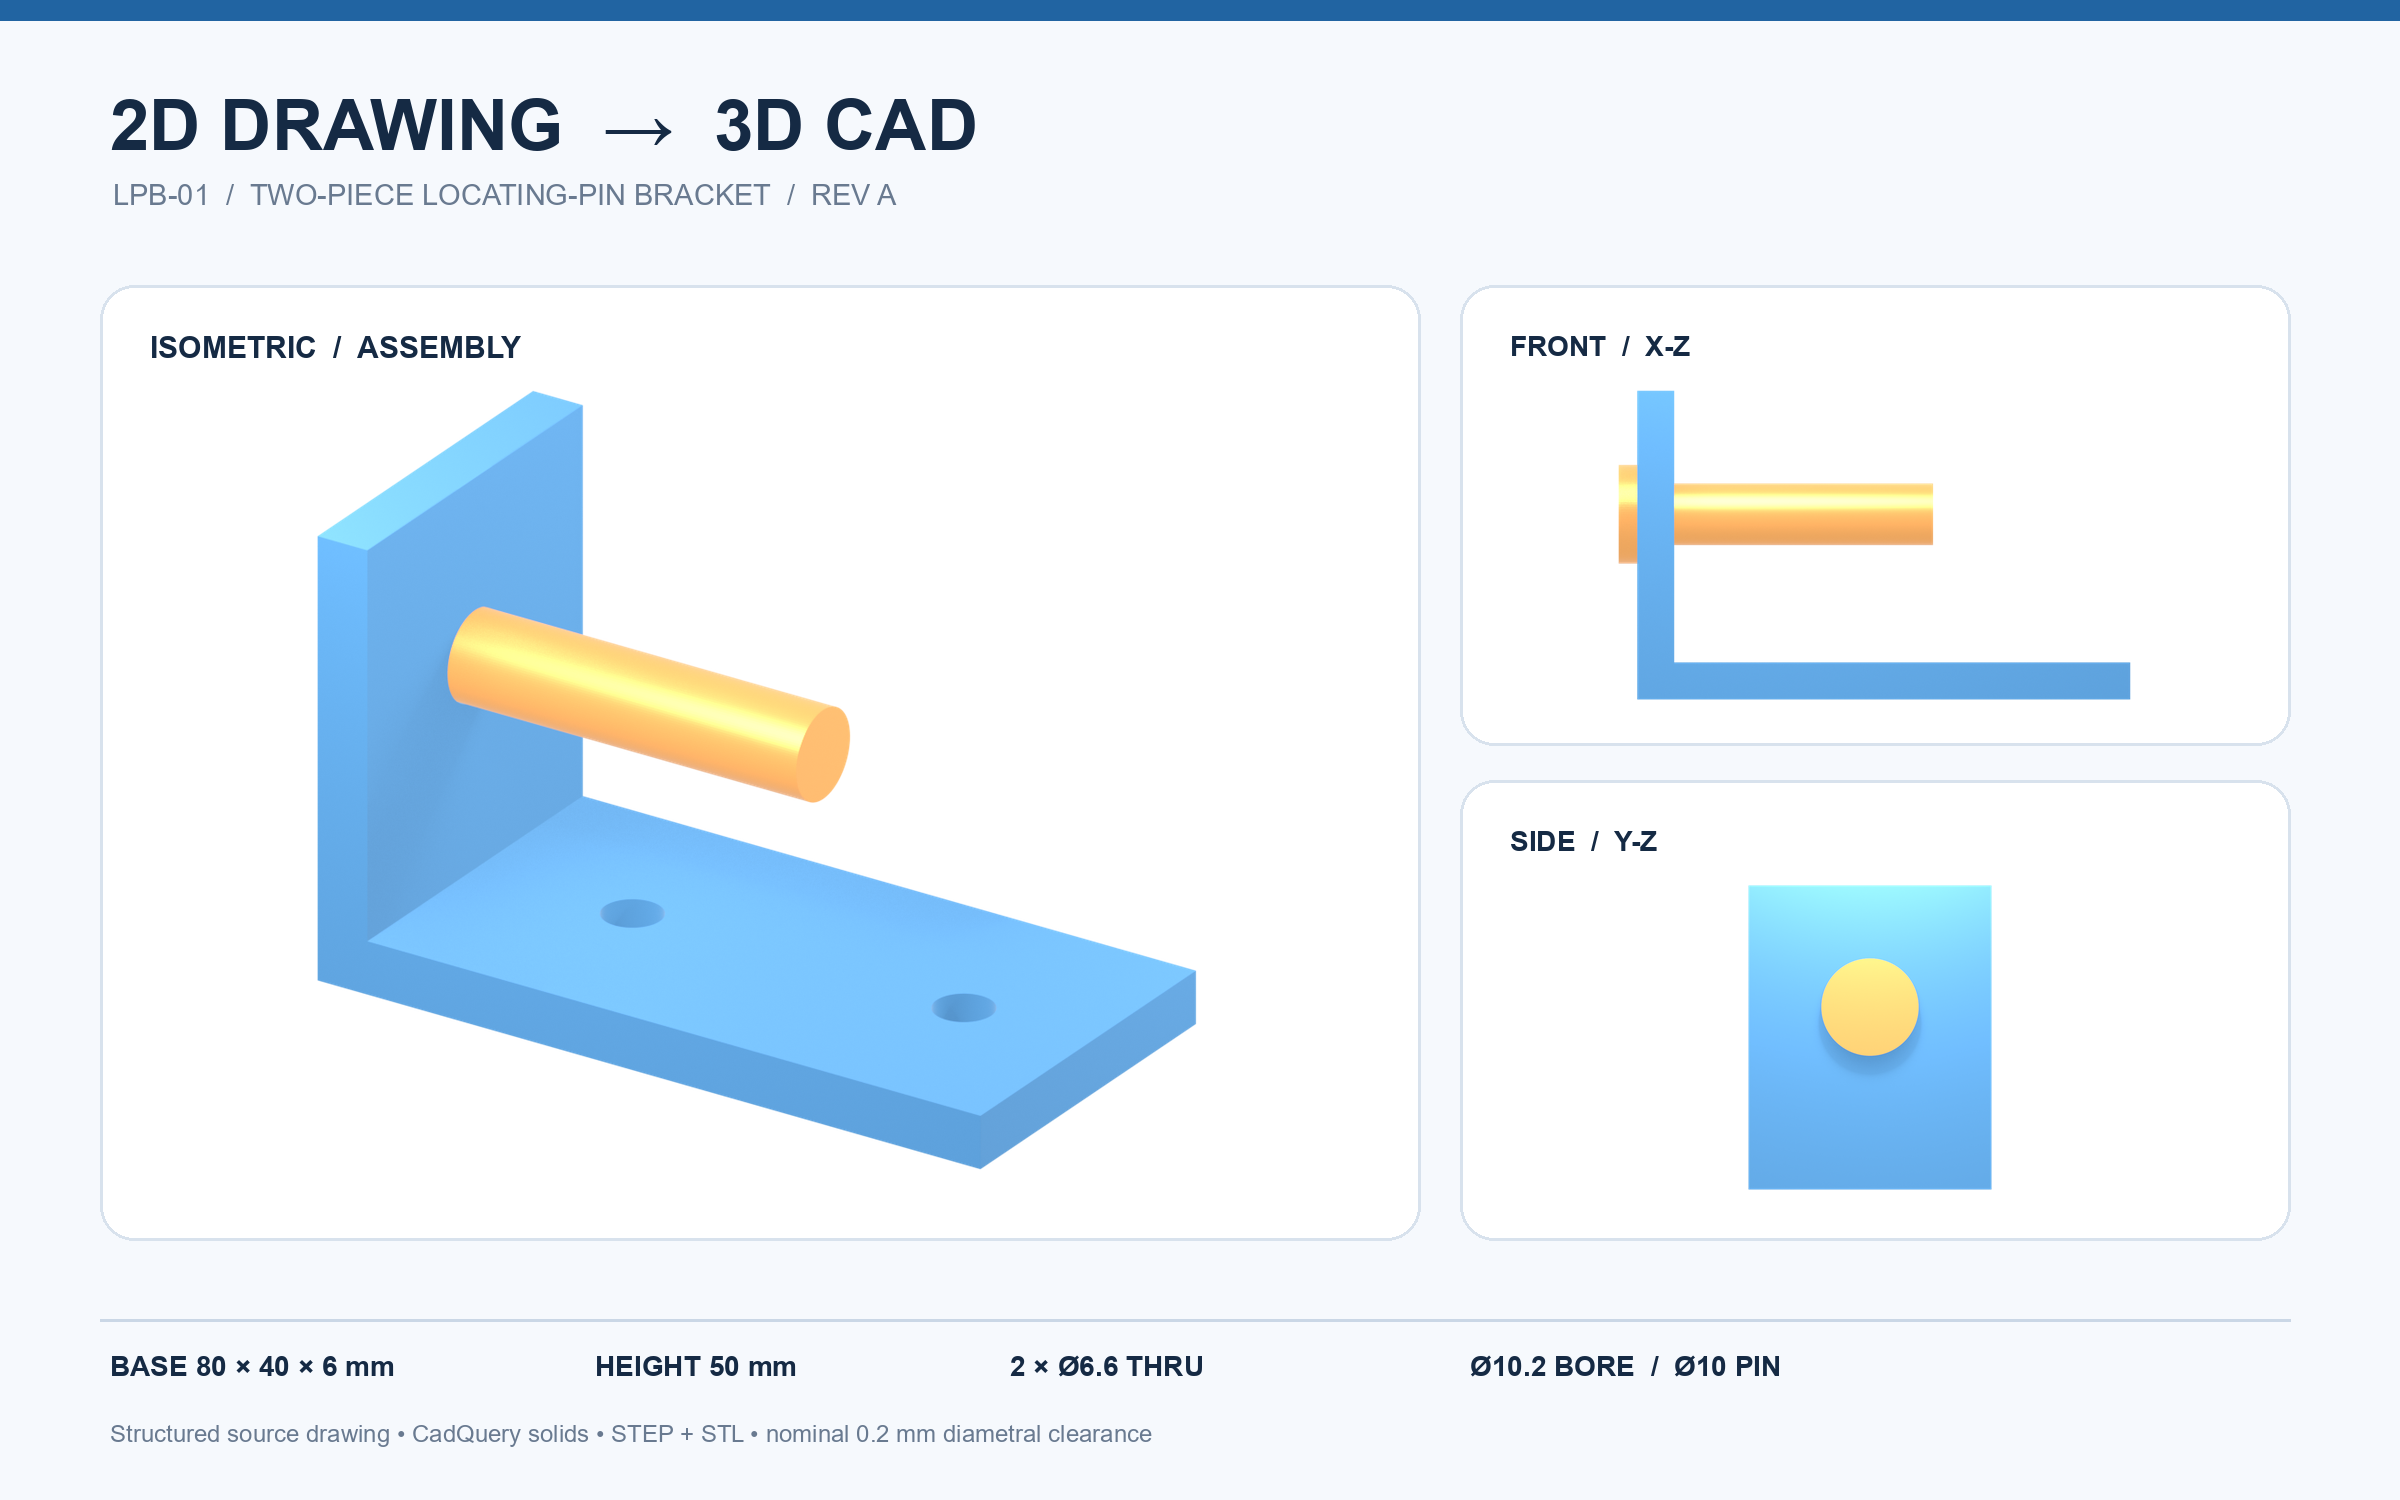 2D DRAWING → 3D CAD
LPB-01 / TWO-PIECE LOCATING-PIN BRACKET / REV A
ISOMETRIC / ASSEMBLY
FRONT / X-Z
SIDE / Y-Z
BASE 80 × 40 × 6 mm
HEIGHT 50 mm
2 × Ø6.6 THRU
Ø10.2 BORE / Ø10 PIN
Structured source drawing • CadQuery solids • STEP + STL • nominal 0.2 mm diametral clearance